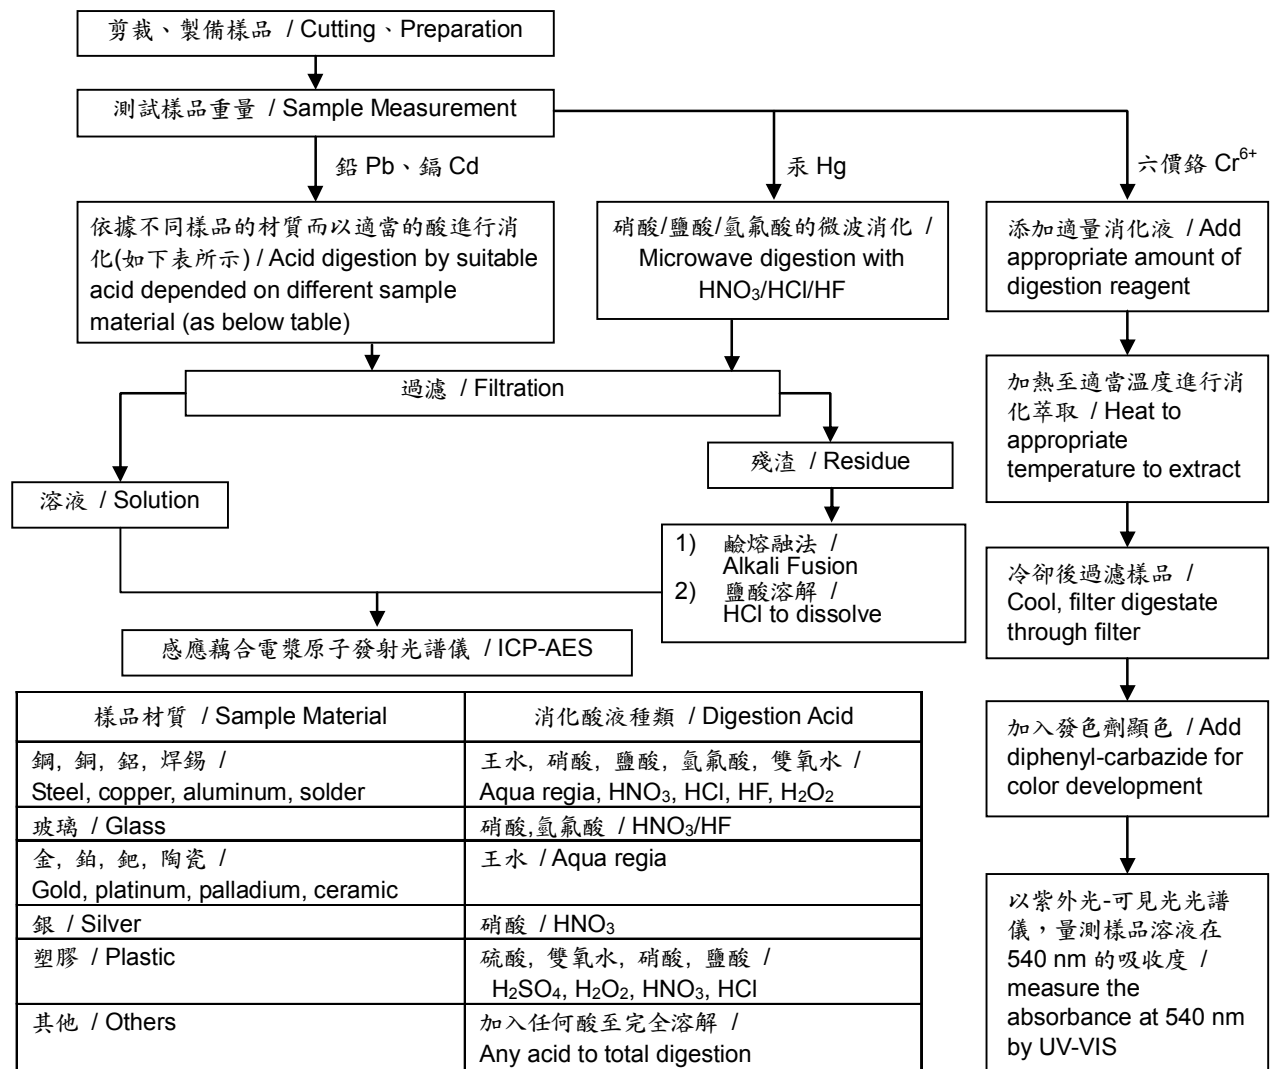 剪裁、製備樣品 / Cutting、Preparation
測試樣品重量 / Sample Measurement
鉛 Pb、鎘 Cd
汞 Hg
六價鉻 Cr6+
依據不同樣品的材質而以適當的酸進行消
化(如下表所示) / Acid digestion by suitable
acid depended on different sample
material (as below table)
硝酸/鹽酸/氫氟酸的微波消化 /
Microwave digestion with
HNO3/HCl/HF
添加適量消化液 / Add
appropriate amount of
digestion reagent
過濾 / Filtration
加熱至適當溫度進行消
化萃取 / Heat to
appropriate
temperature to extract
溶液 / Solution
殘渣 / Residue
1) 鹼熔融法 /
Alkali Fusion
2) 鹽酸溶解 /
HCl to dissolve
冷卻後過濾樣品 /
Cool, filter digestate
through filter
感應藕合電漿原子發射光譜儀 / ICP-AES
加入發色劑顯色 / Add
diphenyl-carbazide for
color development
以紫外光-可見光光譜
儀，量測樣品溶液在
540 nm 的吸收度 /
measure the
absorbance at 540 nm
by UV-VIS
樣品材質 / Sample Material
消化酸液種類 / Digestion Acid
鋼, 銅, 鋁, 焊錫 /
Steel, copper, aluminum, solder
王水, 硝酸, 鹽酸, 氫氟酸, 雙氧水 /
Aqua regia, HNO3, HCl, HF, H2O2
玻璃 / Glass
硝酸,氫氟酸 / HNO3/HF
金, 鉑, 鈀, 陶瓷 /
Gold, platinum, palladium, ceramic
王水 / Aqua regia
銀 / Silver
硝酸 / HNO3
塑膠 / Plastic
硫酸, 雙氧水, 硝酸, 鹽酸 /
H2SO4, H2O2, HNO3, HCl
其他 / Others
加入任何酸至完全溶解 /
Any acid to total digestion